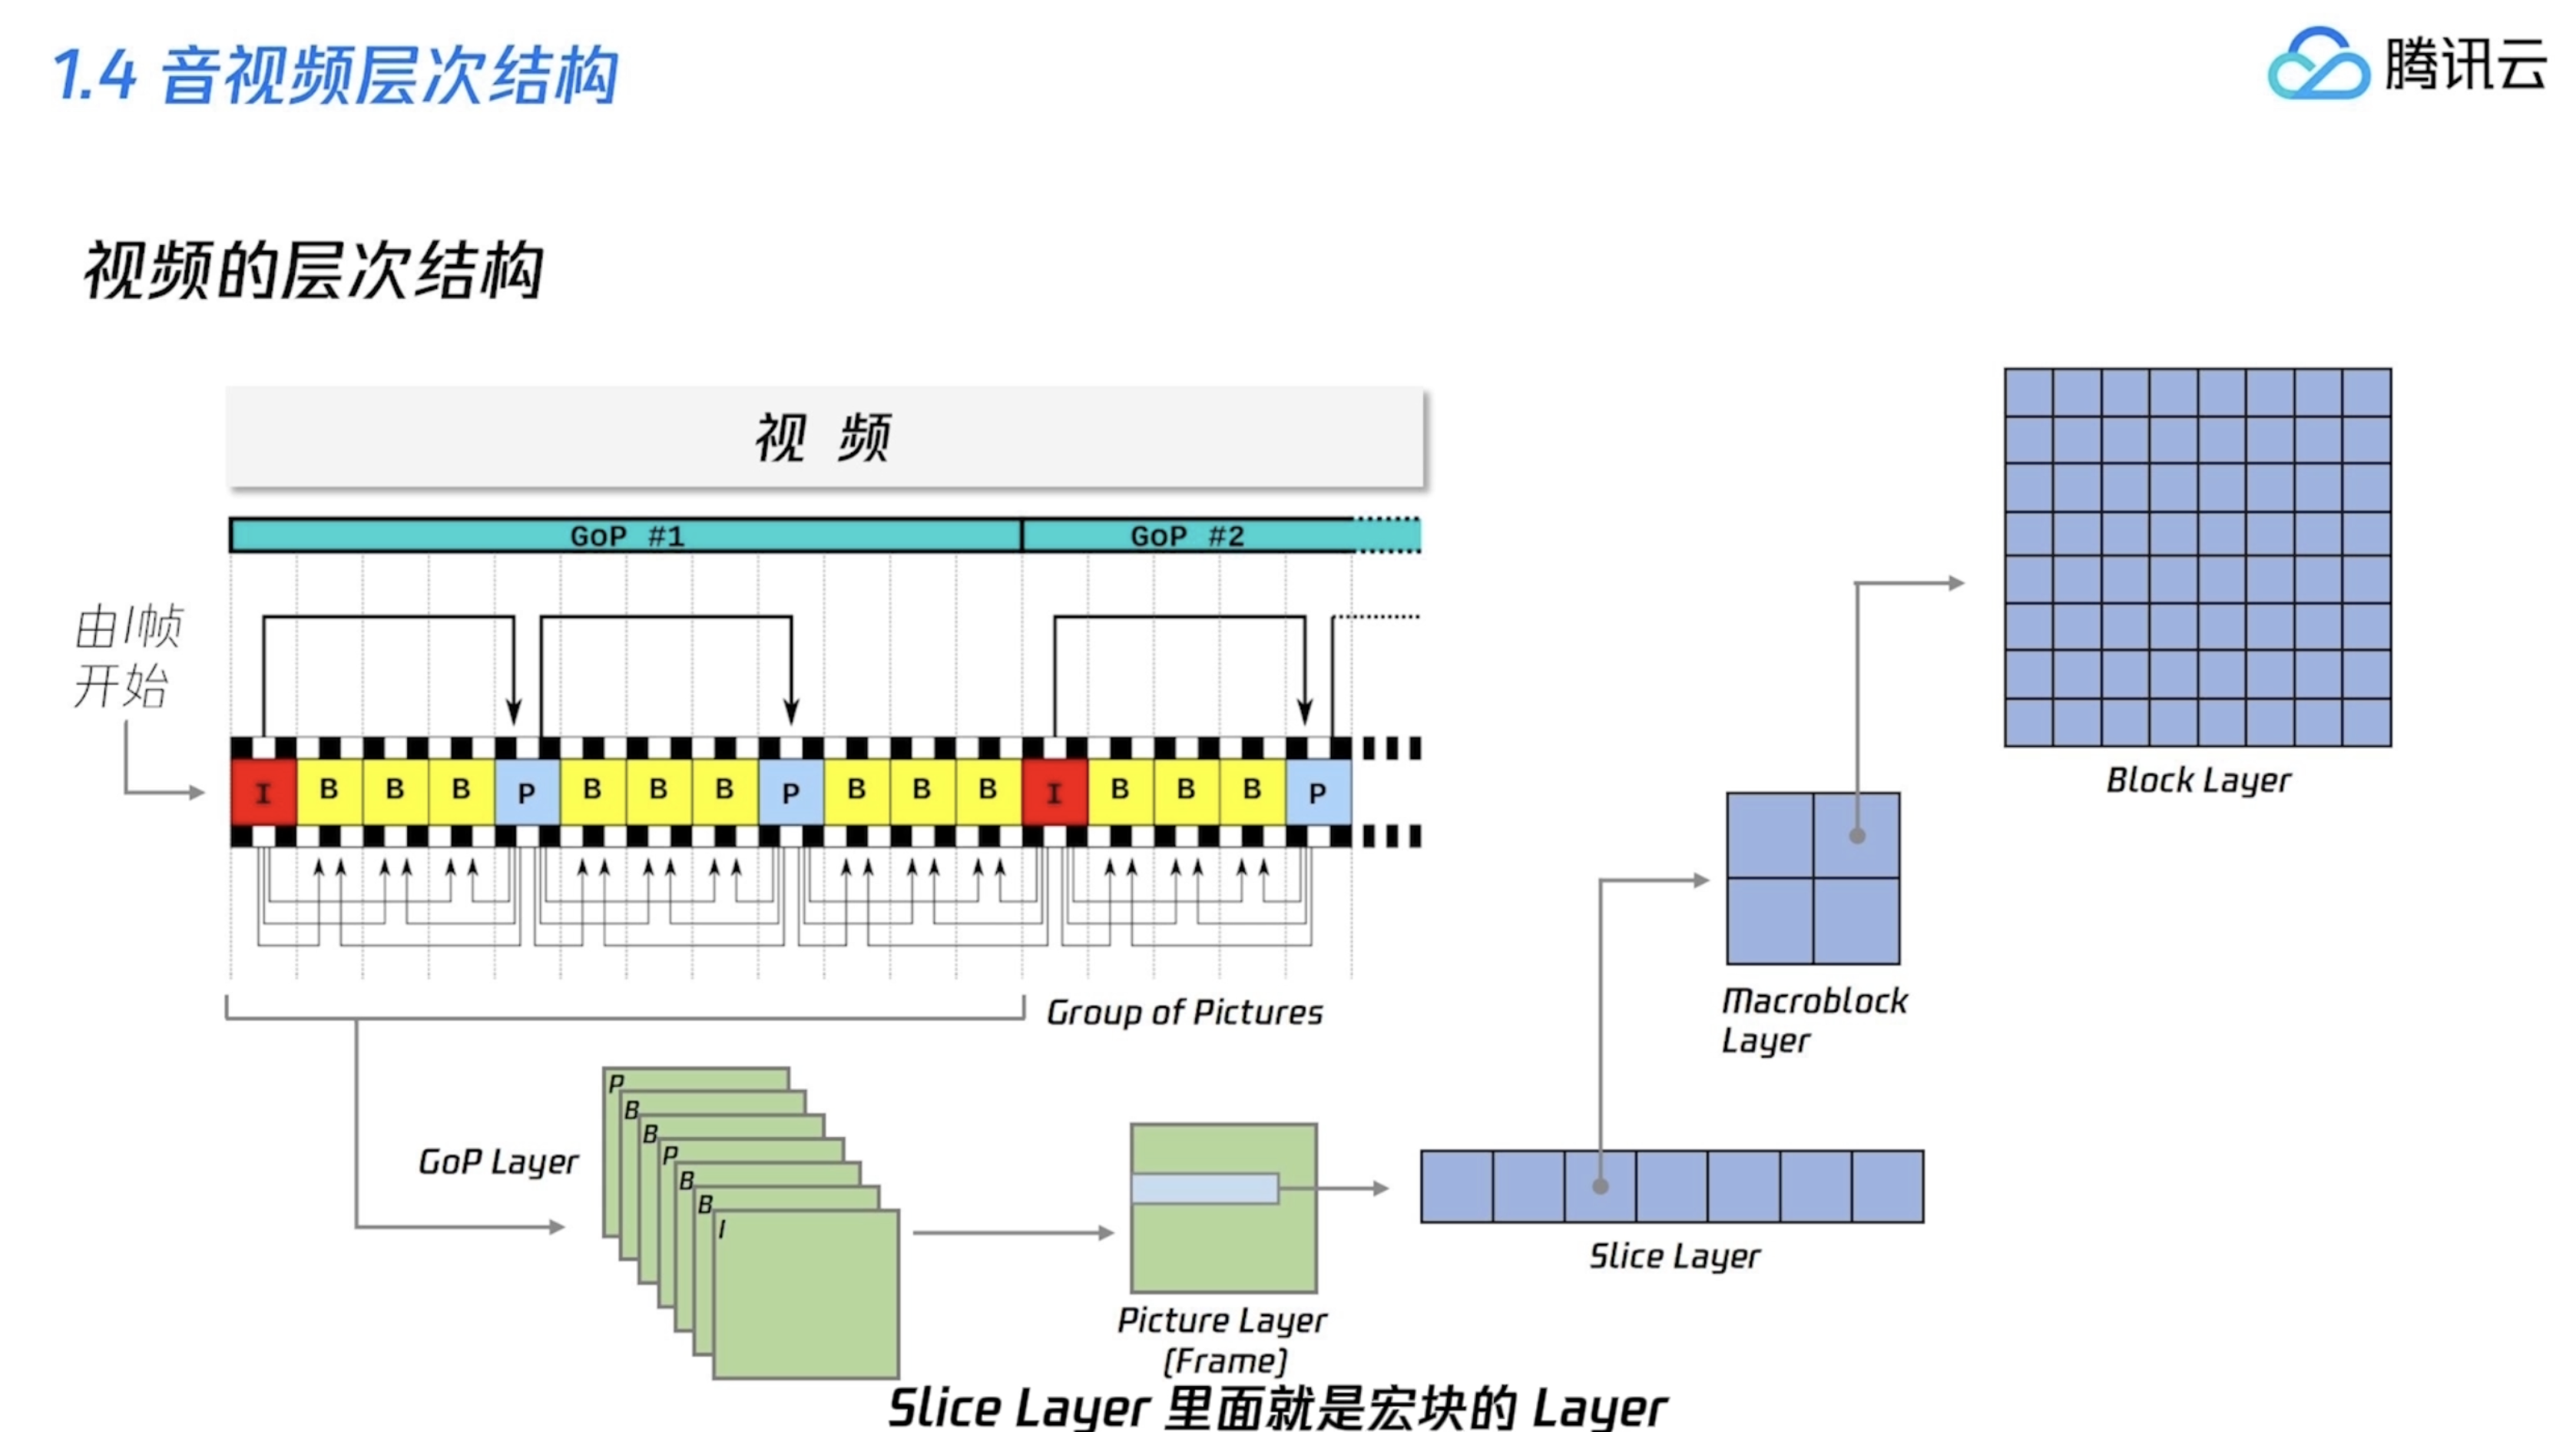 1.4 音视频层次结构
腾讯云
视频的层次结构
视 频
GoP #1 GoP #2
由I帧
开始
I B B B P B B B P B B B I B B B P
Group of Pictures
GoP Layer
P
B
B
P
B
B
I
Picture Layer
(Frame)
Slice Layer
Macroblock
Layer
Block Layer
Slice Layer 里面就是宏块的 Layer